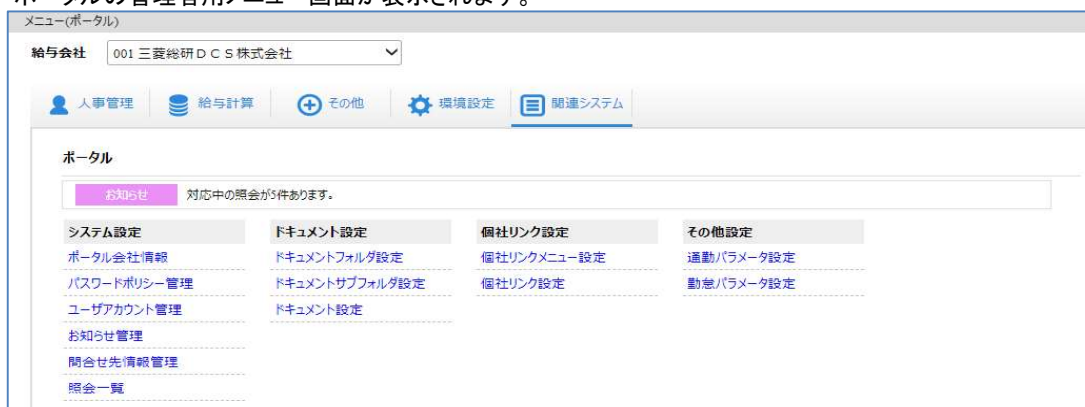 ポータルの管理者用メニュー画面が表示されます。
メニュー(ポータル)
給与会社 001 三菱総研ＤＣＳ株式会社
人事管理 給与計算 その他 環境設定 関連システム
ポータル
お知らせ 対応中の照会が5件あります。
システム設定 ドキュメント設定 個社リンク設定 その他設定
ポータル会社情報 ドキュメントフォルダ設定 個社リンクメニュー設定 通勤パラメータ設定
パスワードポリシー管理 ドキュメントサブフォルダ設定 個社リンク設定 勤怠パラメータ設定
ユーザアカウント管理 ドキュメント設定
お知らせ管理
問合せ先情報管理
照会一覧